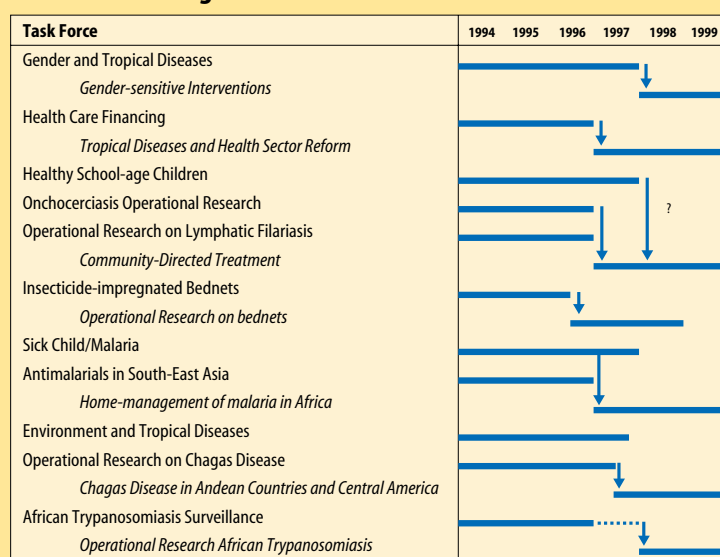 Task Force 1994 1995 1996 1997 1998 1999
Gender and Tropical Diseases
Gender-sensitive Interventions
Health Care Financing
Tropical Diseases and Health Sector Reform
Healthy School-age Children
Onchocerciasis Operational Research ?
Operational Research on Lymphatic Filariasis
Community-Directed Treatment
Insecticide-impregnated Bednets
Operational Research on bednets
Sick Child/Malaria
Antimalarials in South-East Asia
Home-management of malaria in Africa
Environment and Tropical Diseases
Operational Research on Chagas Disease
Chagas Disease in Andean Countries and Central America
African Trypanosomiasis Surveillance
Operational Research African Trypanosomiasis